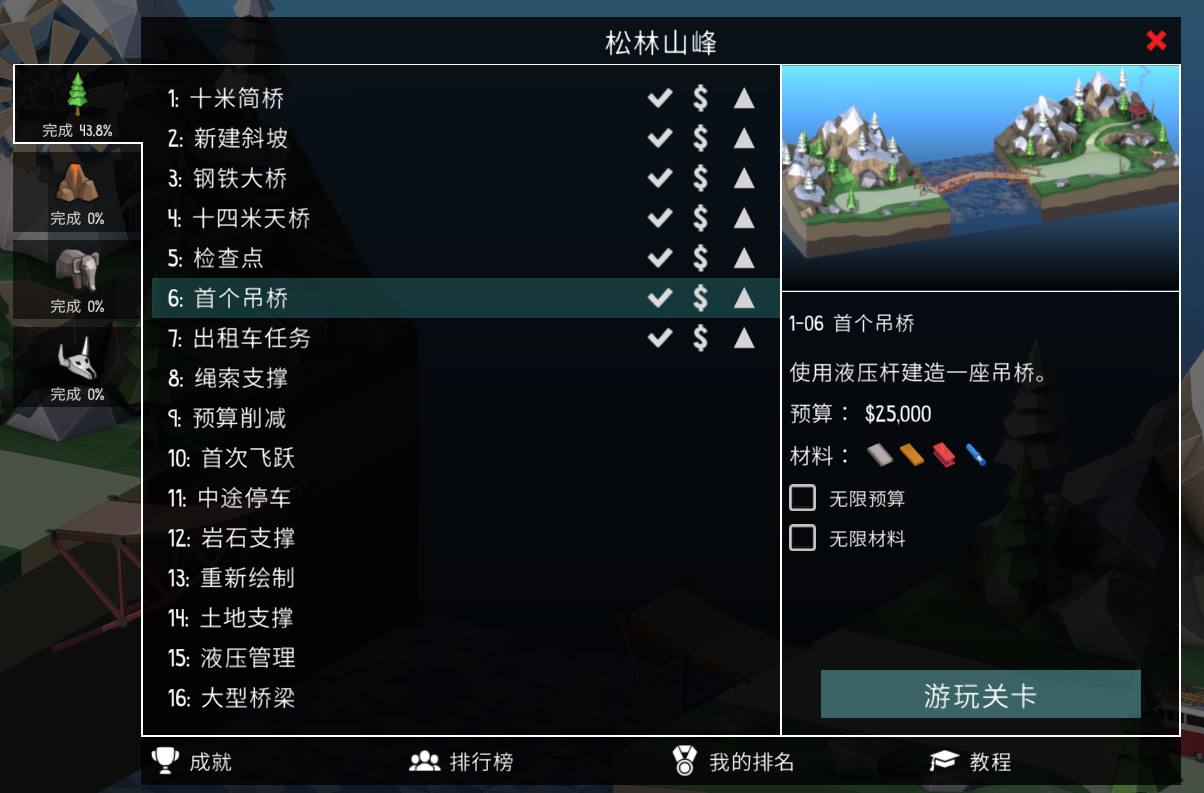 松林山峰
完成 43.8%
完成 0%
完成 0%
完成 0%
1: 十米简桥
2: 新建斜坡
3: 钢铁大桥
4: 十四米天桥
5: 检查点
6: 首个吊桥
7: 出租车任务
8: 绳索支撑
9: 预算削减
10: 首次飞跃
11: 中途停车
12: 岩石支撑
13: 重新绘制
14: 土地支撑
15: 液压管理
16: 大型桥梁
1-06 首个吊桥
使用液压杆建造一座吊桥。
预算： $25,000
材料：
无限预算
无限材料
游玩关卡
成就
排行榜
我的排名
教程